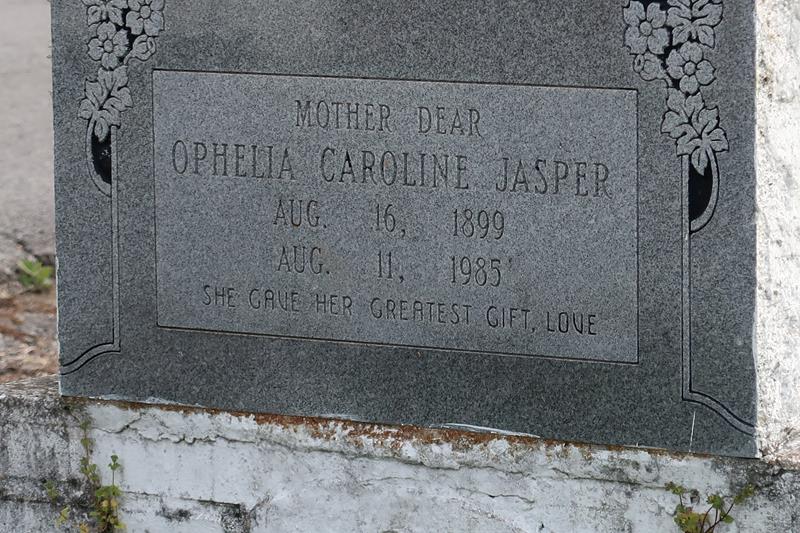 MOTHER DEAR
OPHELIA CAROLINE JASPER
AUG. 16, 1899
AUG. 11, 1985
SHE GAVE HER GREATEST GIFT, LOVE